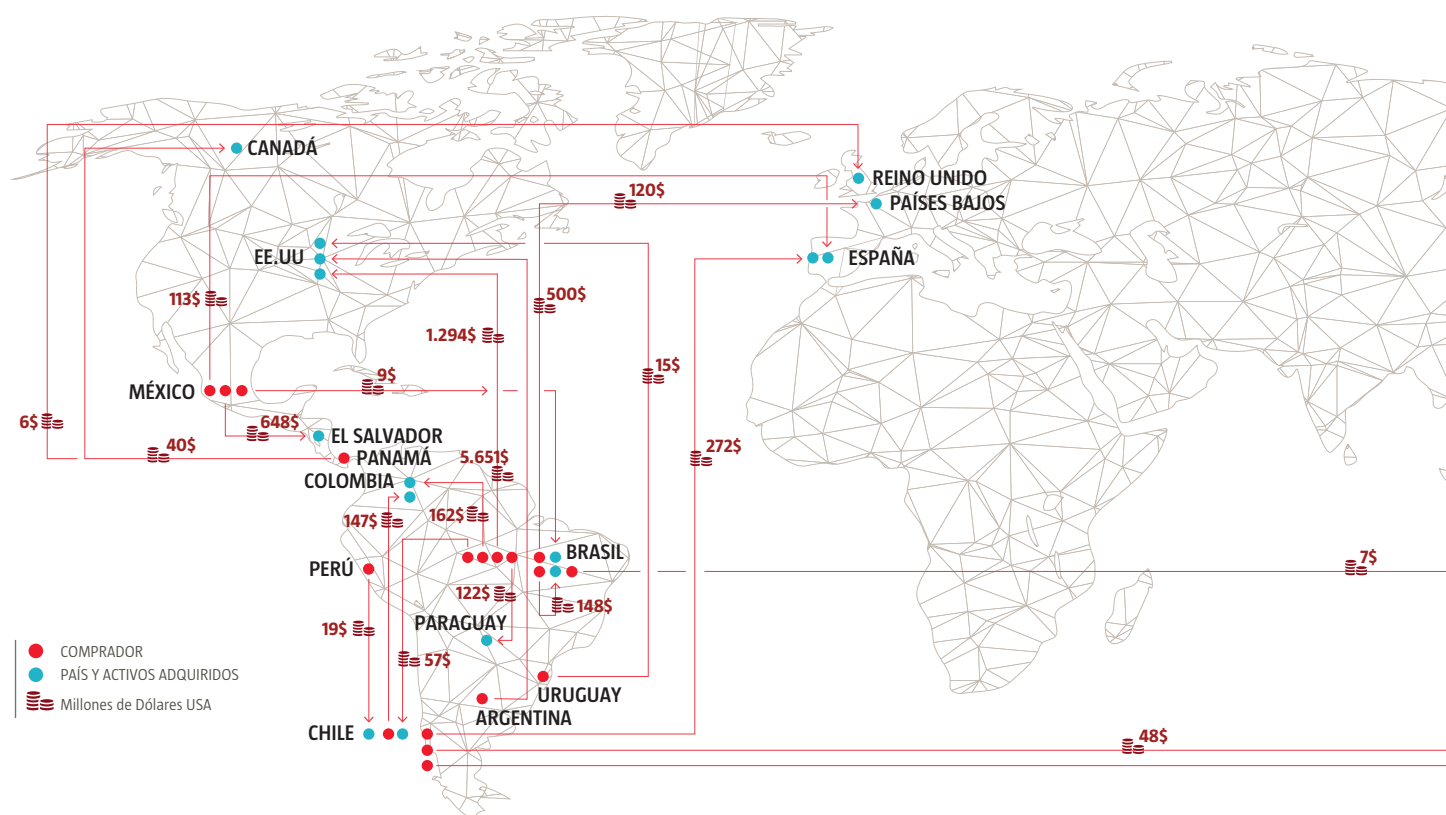 CANADÁ
REINO UNIDO
120$
PAÍSES BAJOS
EE.UU
ESPAÑA
113$
500$
1.294$
15$
9$
MÉXICO
6$
648$
40$
EL SALVADOR
272$
PANAMÁ
5.651$
COLOMBIA
147$
162$
BRASIL
7$
PERÚ
122$
148$
19$
PARAGUAY
57$
COMPRADOR
PAÍS Y ACTIVOS ADQUIRIDOS
Millones de Dólares USA
URUGUAY
ARGENTINA
CHILE
48$